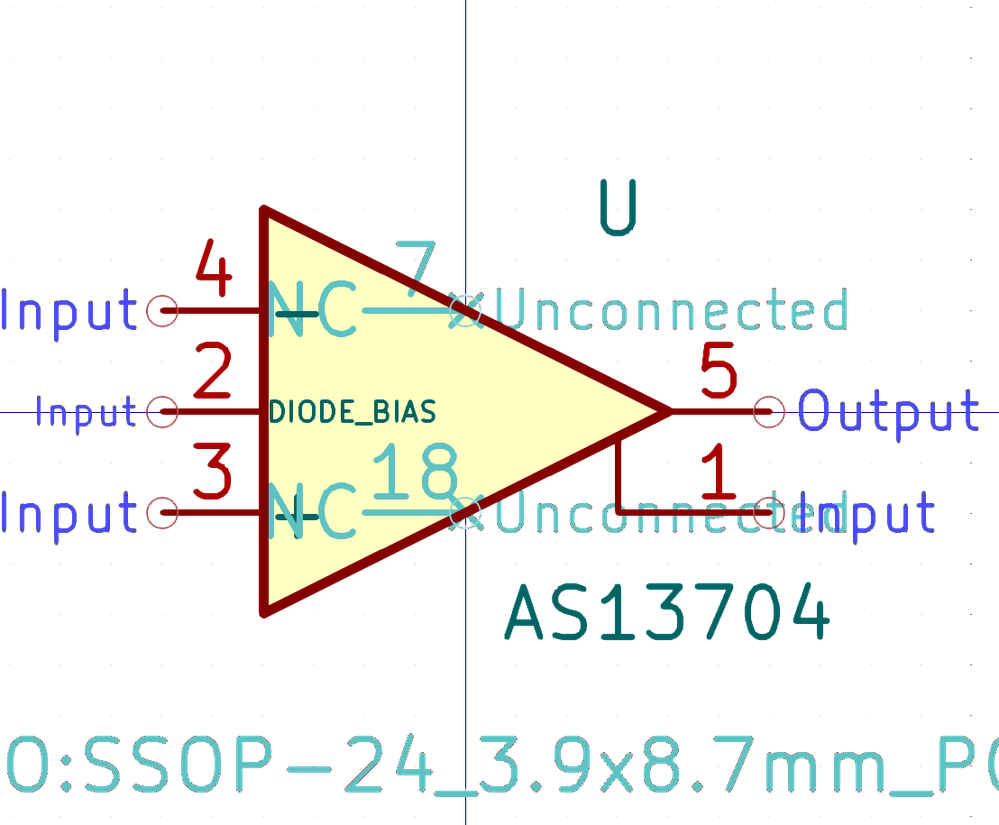 U
4
7
Input
NC
-
Unconnected
2
5
Input
DIODE_BIAS
Output
3
18
1
Input
NC
+
Unconnected
Input
AS13704
O:SSOP-24_3.9x8.7mm_P